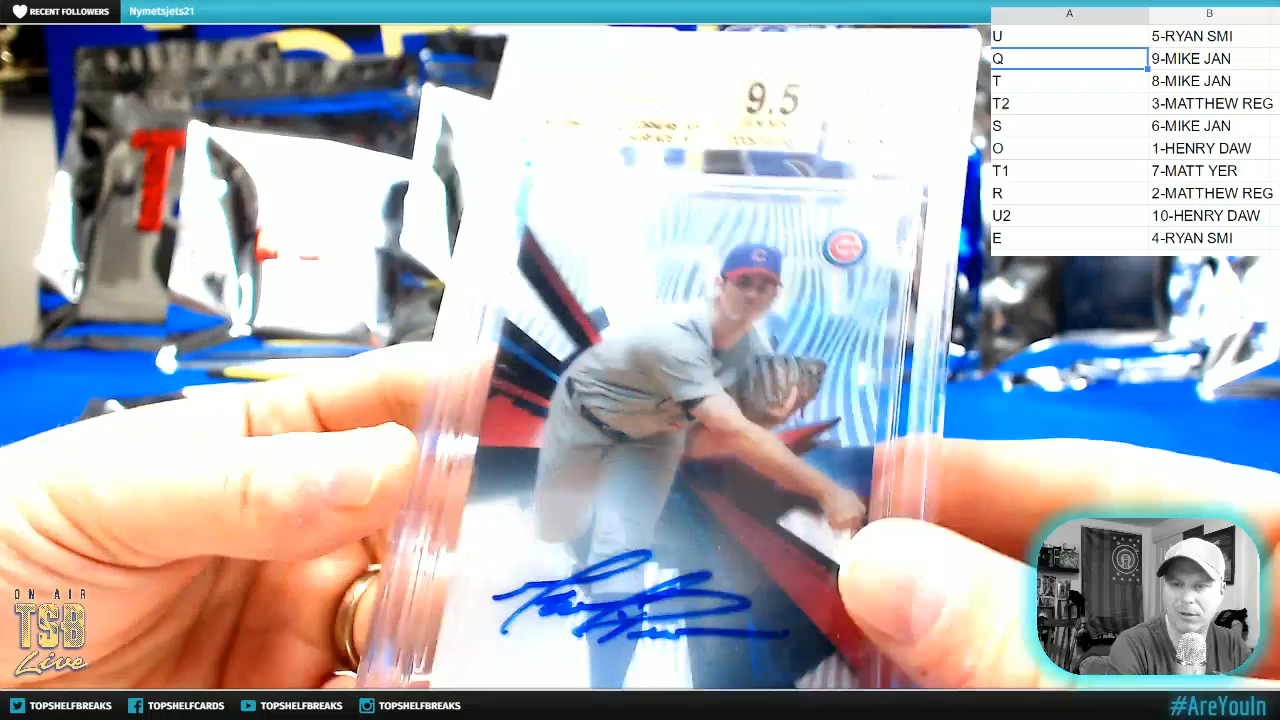 RECENT FOLLOWERS Nymetsjets21
A B
U 5-RYAN SMI
Q 9-MIKE JAN
T 8-MIKE JAN
T2 3-MATTHEW REG
S 6-MIKE JAN
O 1-HENRY DAW
T1 7-MATT YER
R 2-MATTHEW REG
U2 10-HENRY DAW
E 4-RYAN SMI
9.5
C
C
T
ON AIR
TSB
Live
TOPSHELFBREAKS TOPSHELFCARDS TOPSHELFBREAKS TOPSHELFBREAKS #AreYouIn